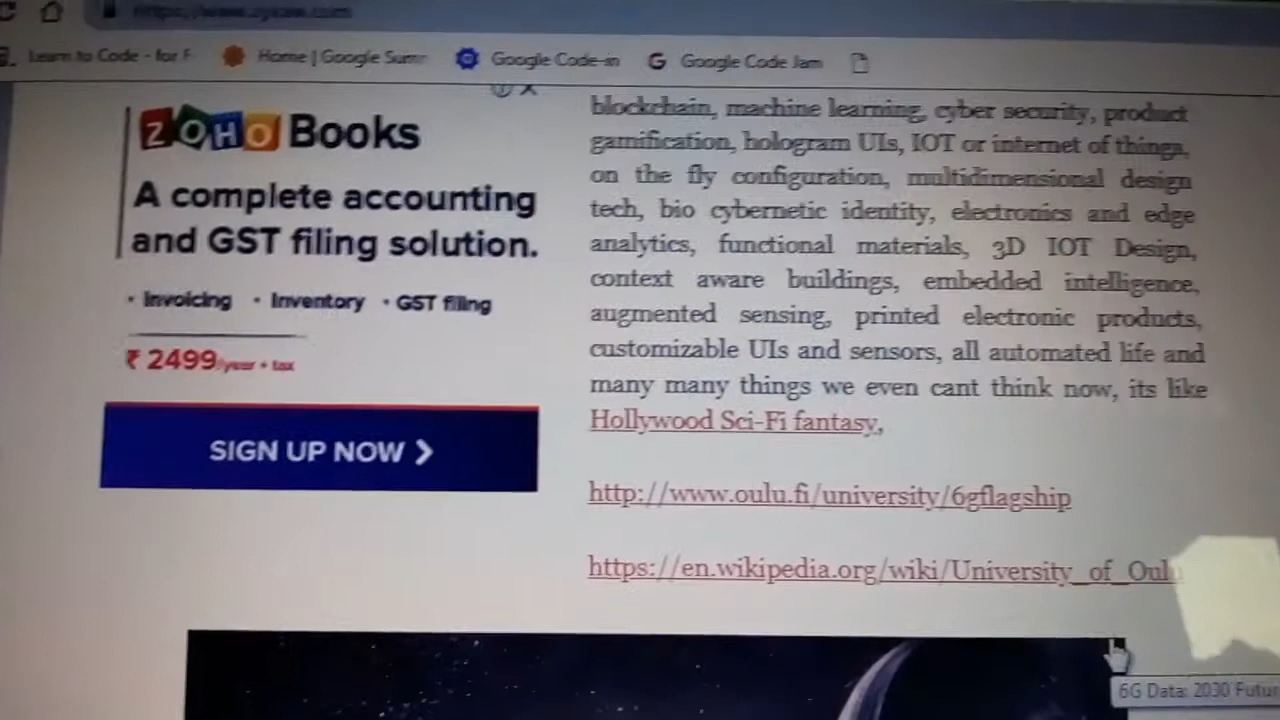 Learn to Code - for F
Home | Google Summ
Google Code-in
Google Code Jam
ZOHO Books
A complete accounting
and GST filing solution.
· Invoicing · Inventory · GST filing
₹ 2499/year + tax
SIGN UP NOW >
blockchain, machine learning, cyber security, product
gamification, hologram UIs, IOT or internet of things,
on the fly configuration, multidimensional design
tech, bio cybernetic identity, electronics and edge
analytics, functional materials, 3D IOT Design,
context aware buildings, embedded intelligence,
augmented sensing, printed electronic products,
customizable UIs and sensors, all automated life and
many many things we even cant think now, its like
Hollywood Sci-Fi fantasy,
http://www.oulu.fi/university/6gflagship
https://en.wikipedia.org/wiki/University_of_Oulu
6G Data: 2030 Futur